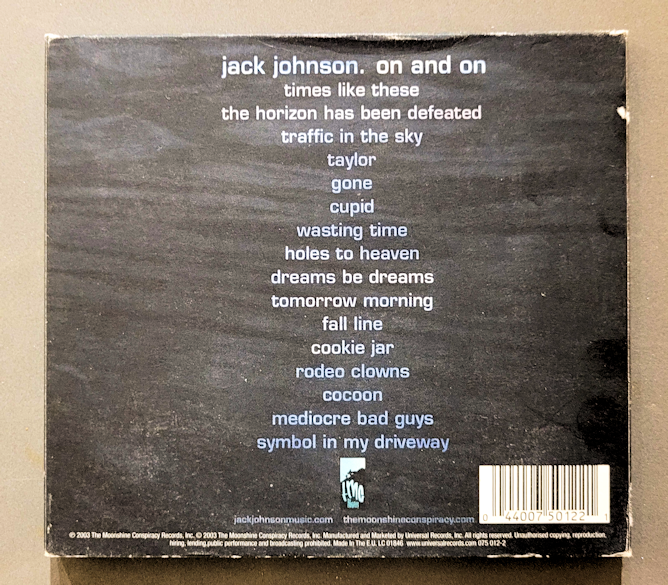 jack johnson. on and on
times like these
the horizon has been defeated
traffic in the sky
taylor
gone
cupid
wasting time
holes to heaven
dreams be dreams
tomorrow morning
fall line
cookie jar
rodeo clowns
cocoon
mediocre bad guys
symbol in my driveway
tmc
jackjohnsonmusic.com themoonshineconspiracy.com
0 44007 50122 1
℗ 2003 The Moonshine Conspiracy Records, Inc. © 2003 The Moonshine Conspiracy Records, Inc. Manufactured and Marketed by Universal Records, Inc. All rights reserved. Unauthorised copying, reproduction,
hiring, lending, public performance and broadcasting prohibited. Made in The E.U. LC 01846 www.universalrecords.com 075 012-2